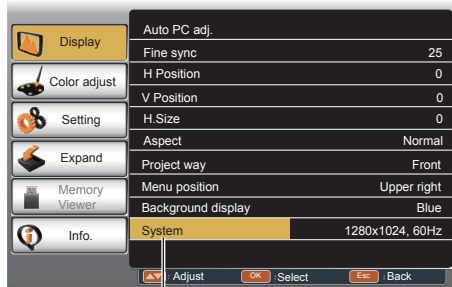 Display
Color adjust
Setting
Expand
Memory
Viewer
Info.
Auto PC adj.
Fine sync 25
H Position 0
V Position 0
H.Size 0
Aspect Normal
Project way Front
Menu position Upper right
Background display Blue
System 1280x1024, 60Hz
: Adjust OK :Select Esc :Back